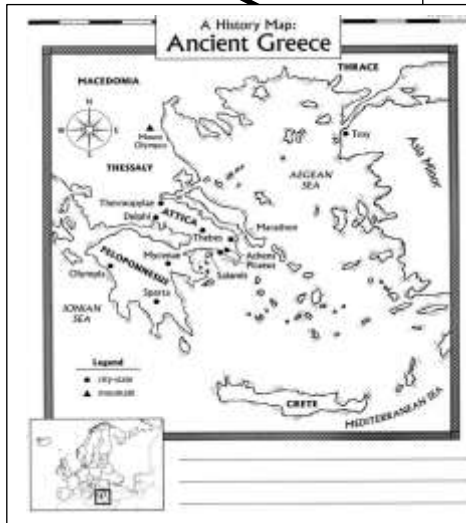 A History Map:
Ancient Greece
THRACE
MACEDONIA
N
W
E
S
Mount
Olympus
Troy
Asia Minor
THESSALY
AEGEAN
SEA
Thermopylae
ATTICA
Delphi
Marathon
Thebes
PELOPONNESUS
Mycenae
Athens
Piraeus
Olympia
Salamis
Sparta
IONIAN
SEA
Legend
city-state
mountain
CRETE
MEDITERRANEAN SEA